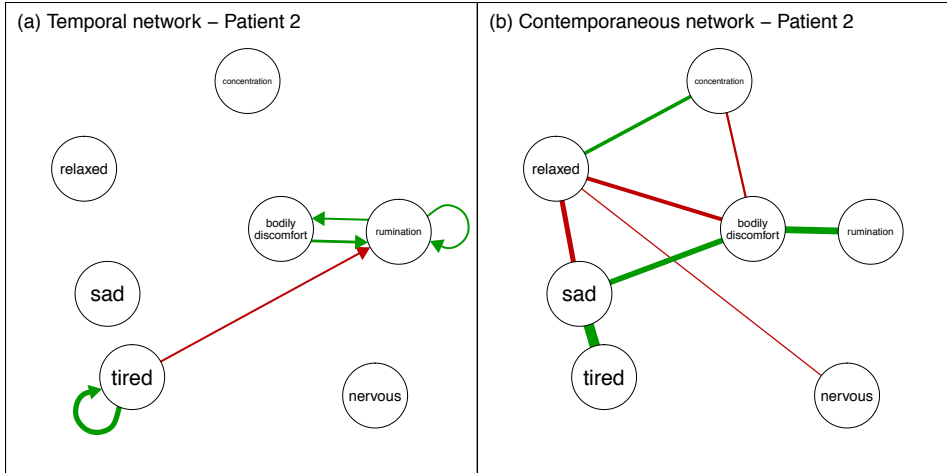 (a) Temporal network – Patient 2
concentration
relaxed
bodily
discomfort
rumination
sad
tired
nervous
(b) Contemporaneous network – Patient 2
concentration
relaxed
bodily
discomfort
rumination
sad
tired
nervous